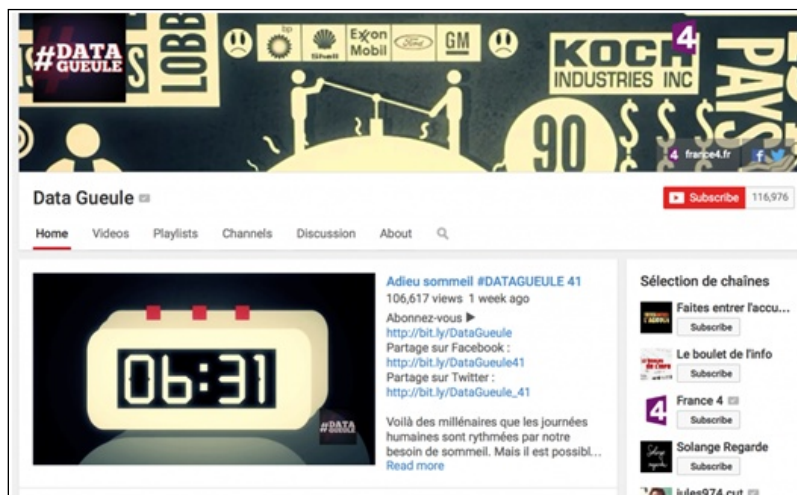 #DATA
GUEULE
LOBB
bp
Shell
Exxon
Mobil
Ford
GM
KOCH
INDUSTRIES INC
4
PAYS
90
$ $ $ $
4 france4.fr
Data Gueule
Subscribe 116,976
Home Videos Playlists Channels Discussion About
06:31
#DATA
GUEULE
Adieu sommeil #DATAGUEULE 41
106,617 views 1 week ago
Abonnez-vous ▶
http://bit.ly/DataGueule
Partage sur Facebook :
http://bit.ly/DataGueule41
Partage sur Twitter :
http://bit.ly/DataGueule_41
Voilà des millénaires que les journées
humaines sont rythmées par notre
besoin de sommeil. Mais il est possibl...
Read more
Sélection de chaînes
Faites entrer l'accu...
Subscribe
Le boulet de l'info
Subscribe
4
France 4
Subscribe
Solange Regarde
Subscribe
jules974 cut